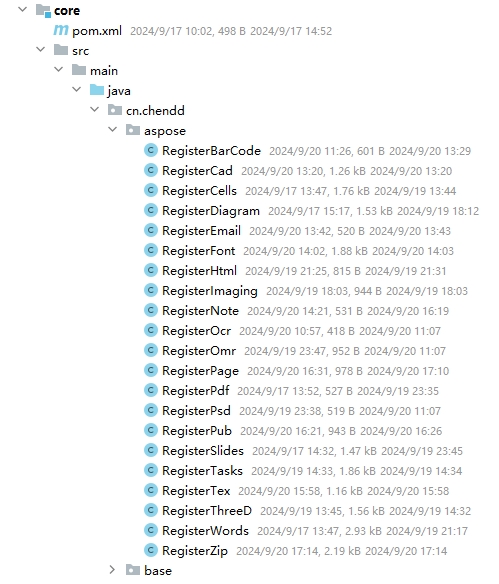 core
pom.xml 2024/9/17 10:02, 498 B 2024/9/17 14:52
src
main
java
cn.chendd
aspose
RegisterBarCode 2024/9/20 11:26, 601 B 2024/9/20 13:29
RegisterCad 2024/9/20 13:20, 1.26 kB 2024/9/20 13:20
RegisterCells 2024/9/17 13:47, 1.76 kB 2024/9/19 13:44
RegisterDiagram 2024/9/17 15:17, 1.53 kB 2024/9/19 18:12
RegisterEmail 2024/9/20 13:42, 520 B 2024/9/20 13:43
RegisterFont 2024/9/20 14:02, 1.88 kB 2024/9/20 14:03
RegisterHtml 2024/9/19 21:25, 815 B 2024/9/19 21:31
RegisterImaging 2024/9/19 18:03, 944 B 2024/9/19 18:03
RegisterNote 2024/9/20 14:21, 531 B 2024/9/20 16:19
RegisterOcr 2024/9/20 10:57, 418 B 2024/9/20 11:07
RegisterOmr 2024/9/19 23:47, 952 B 2024/9/20 11:07
RegisterPage 2024/9/20 16:31, 978 B 2024/9/20 17:10
RegisterPdf 2024/9/17 13:52, 527 B 2024/9/19 23:35
RegisterPsd 2024/9/19 23:38, 519 B 2024/9/20 11:07
RegisterPub 2024/9/20 16:21, 943 B 2024/9/20 16:26
RegisterSlides 2024/9/17 14:32, 1.47 kB 2024/9/19 23:45
RegisterTasks 2024/9/19 14:33, 1.86 kB 2024/9/19 14:34
RegisterTex 2024/9/20 15:58, 1.16 kB 2024/9/20 15:58
RegisterThreeD 2024/9/19 13:45, 1.56 kB 2024/9/19 14:32
RegisterWords 2024/9/17 13:47, 2.93 kB 2024/9/19 21:17
RegisterZip 2024/9/20 17:14, 2.19 kB 2024/9/20 17:14
base